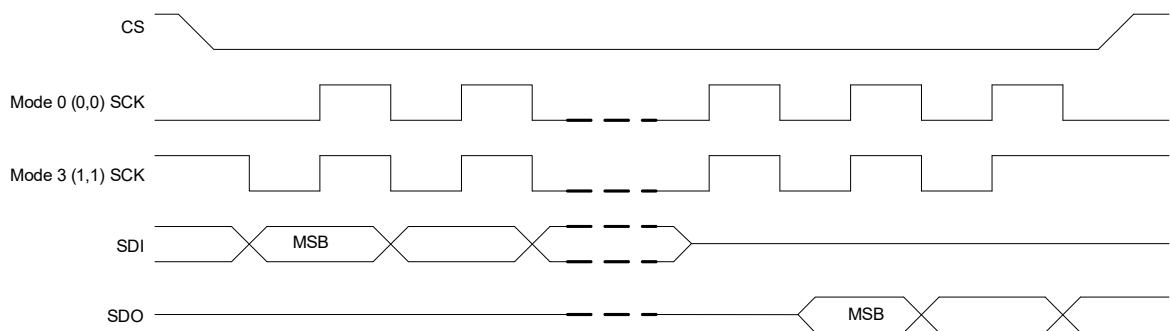 CS
Mode 0 (0,0) SCK
Mode 3 (1,1) SCK
SDI
MSB
SDO
MSB